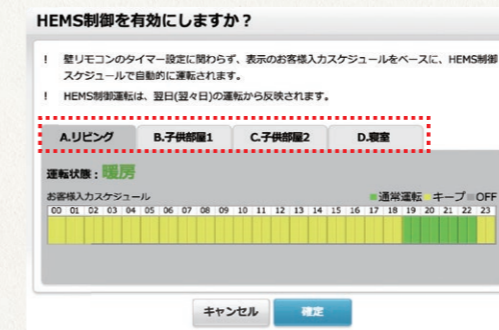 HEMS制御を有効にしますか？
! 壁リモコンのタイマー設定に関わらず、表示のお客様入力スケジュールをベースに、HEMS制御
スケジュールで自動的に運転されます。
! HEMS制御運転は、翌日(翌々日)の運転から反映されます。
A.リビング B.子供部屋1 C.子供部屋2 D.寝室
運転状態：暖房
お客様入力スケジュール ■通常運転 ■キープ ■OFF
00 01 02 03 04 05 06 07 08 09 10 11 12 13 14 15 16 17 18 19 20 21 22 23
キャンセル 確定